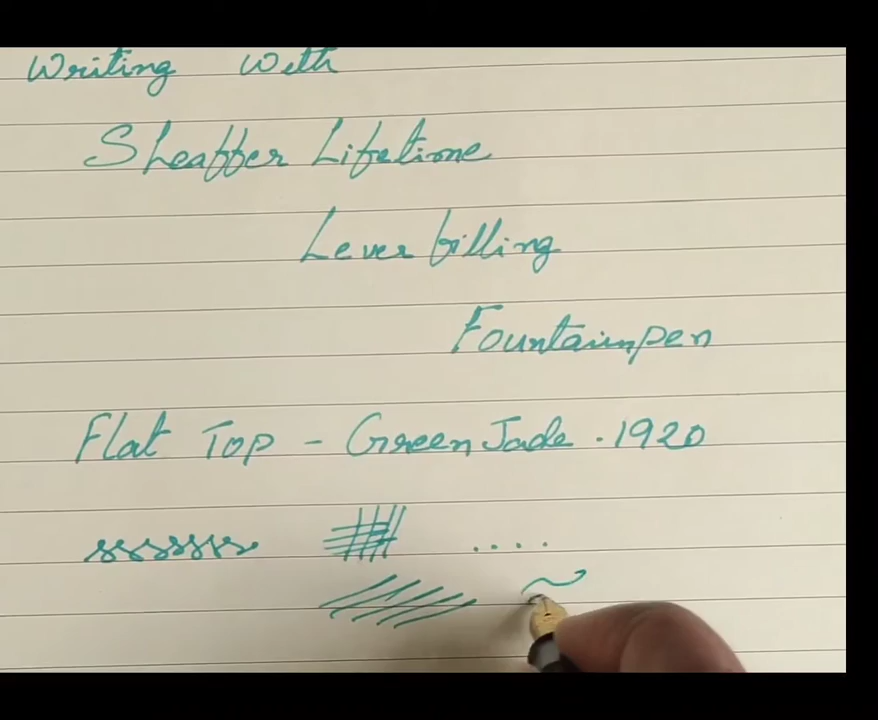 Writing With
Sheaffer Lifetime
Lever filling
Fountainpen
Flat Top - Green Jade . 1920